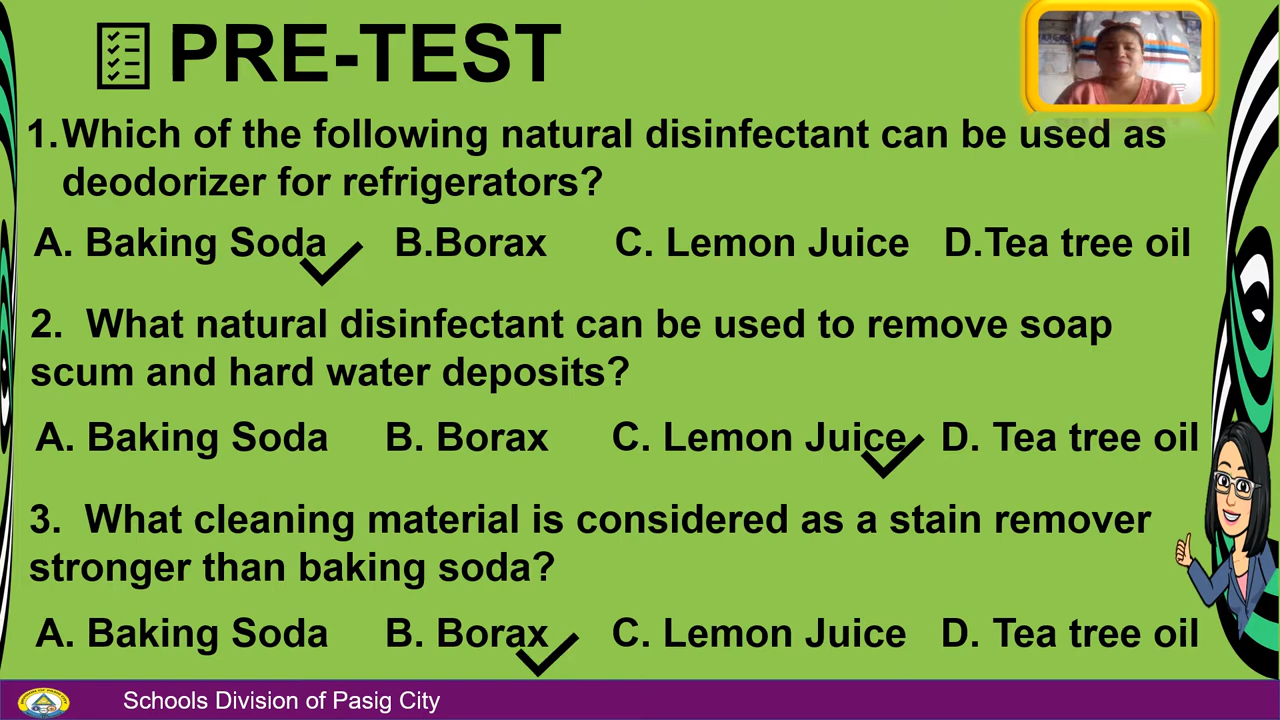 PRE-TEST
1.Which of the following natural disinfectant can be used as
deodorizer for refrigerators?
A. Baking Soda B.Borax C. Lemon Juice D.Tea tree oil
2. What natural disinfectant can be used to remove soap
scum and hard water deposits?
A. Baking Soda B. Borax C. Lemon Juice D. Tea tree oil
3. What cleaning material is considered as a stain remover
stronger than baking soda?
A. Baking Soda B. Borax C. Lemon Juice D. Tea tree oil
Schools Division of Pasig City